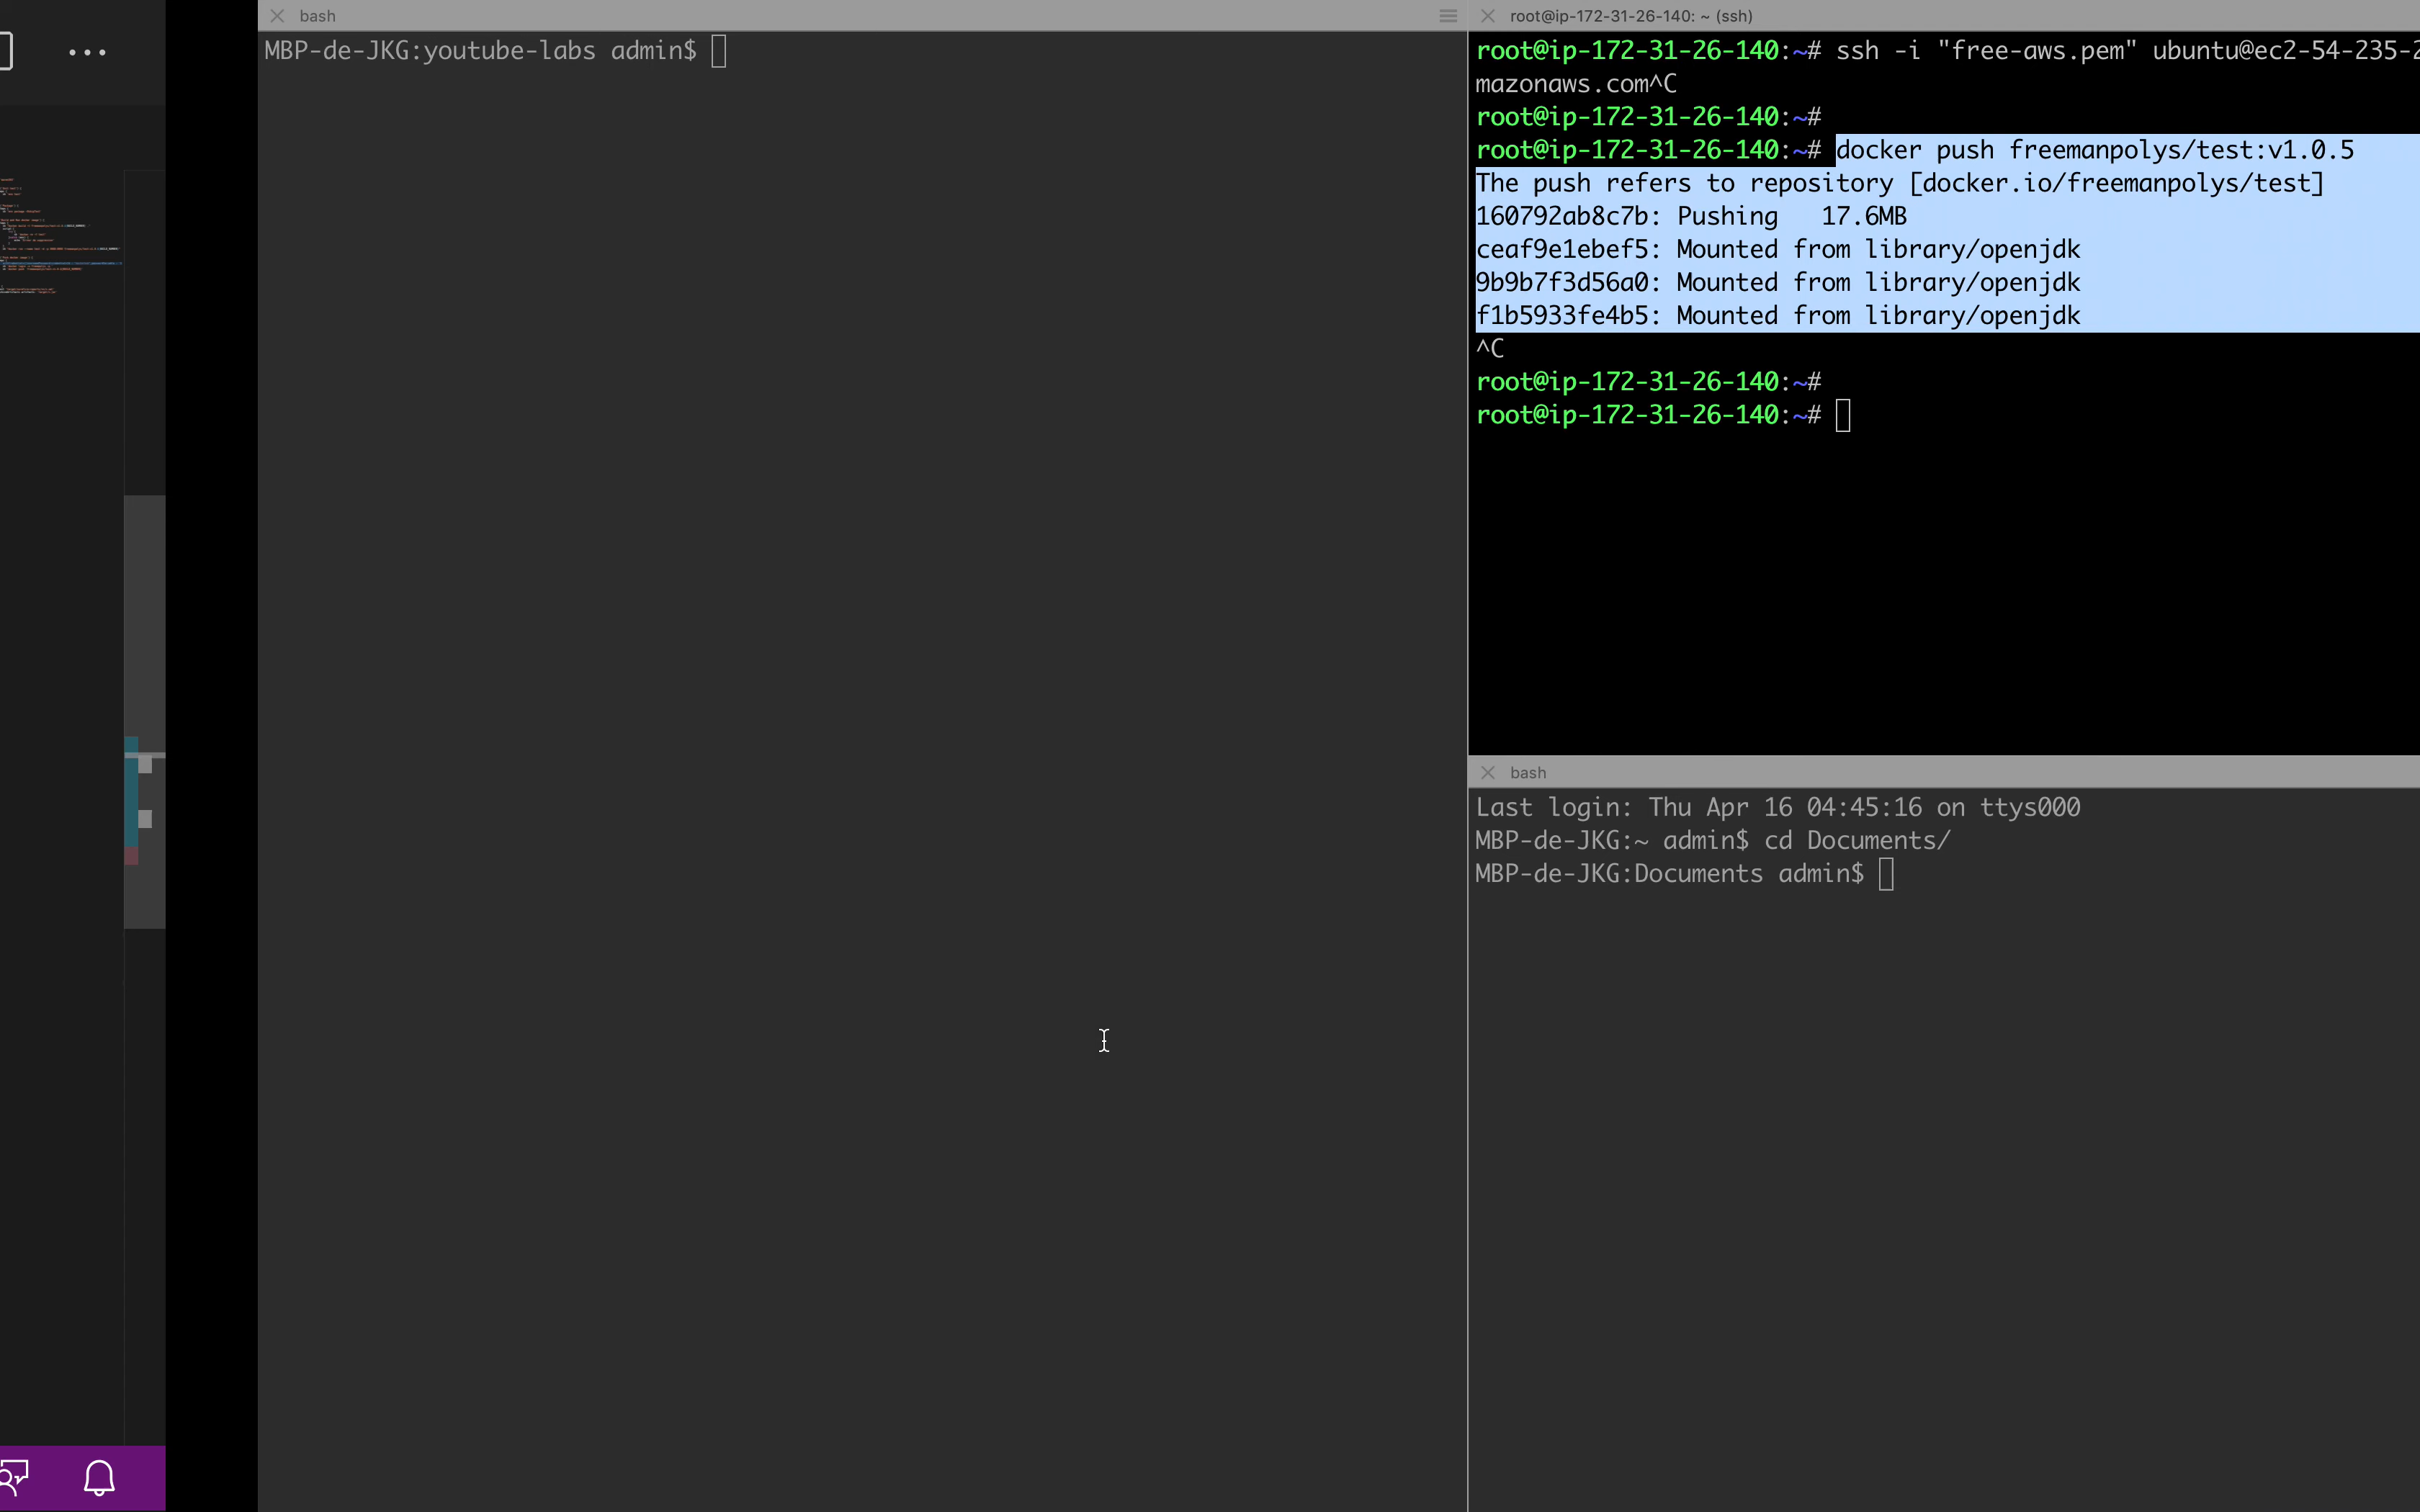 bash
MBP-de-JKG:youtube-labs admin$
root@ip-172-31-26-140: ~ (ssh)
root@ip-172-31-26-140:~# ssh -i "free-aws.pem" ubuntu@ec2-54-235-2
mazonaws.com^C
root@ip-172-31-26-140:~#
root@ip-172-31-26-140:~# docker push freemanpolys/test:v1.0.5
The push refers to repository [docker.io/freemanpolys/test]
160792ab8c7b: Pushing   17.6MB
ceaf9e1ebef5: Mounted from library/openjdk
9b9b7f3d56a0: Mounted from library/openjdk
f1b5933fe4b5: Mounted from library/openjdk
^C
root@ip-172-31-26-140:~#
root@ip-172-31-26-140:~#
bash
Last login: Thu Apr 16 04:45:16 on ttys000
MBP-de-JKG:~ admin$ cd Documents/
MBP-de-JKG:Documents admin$